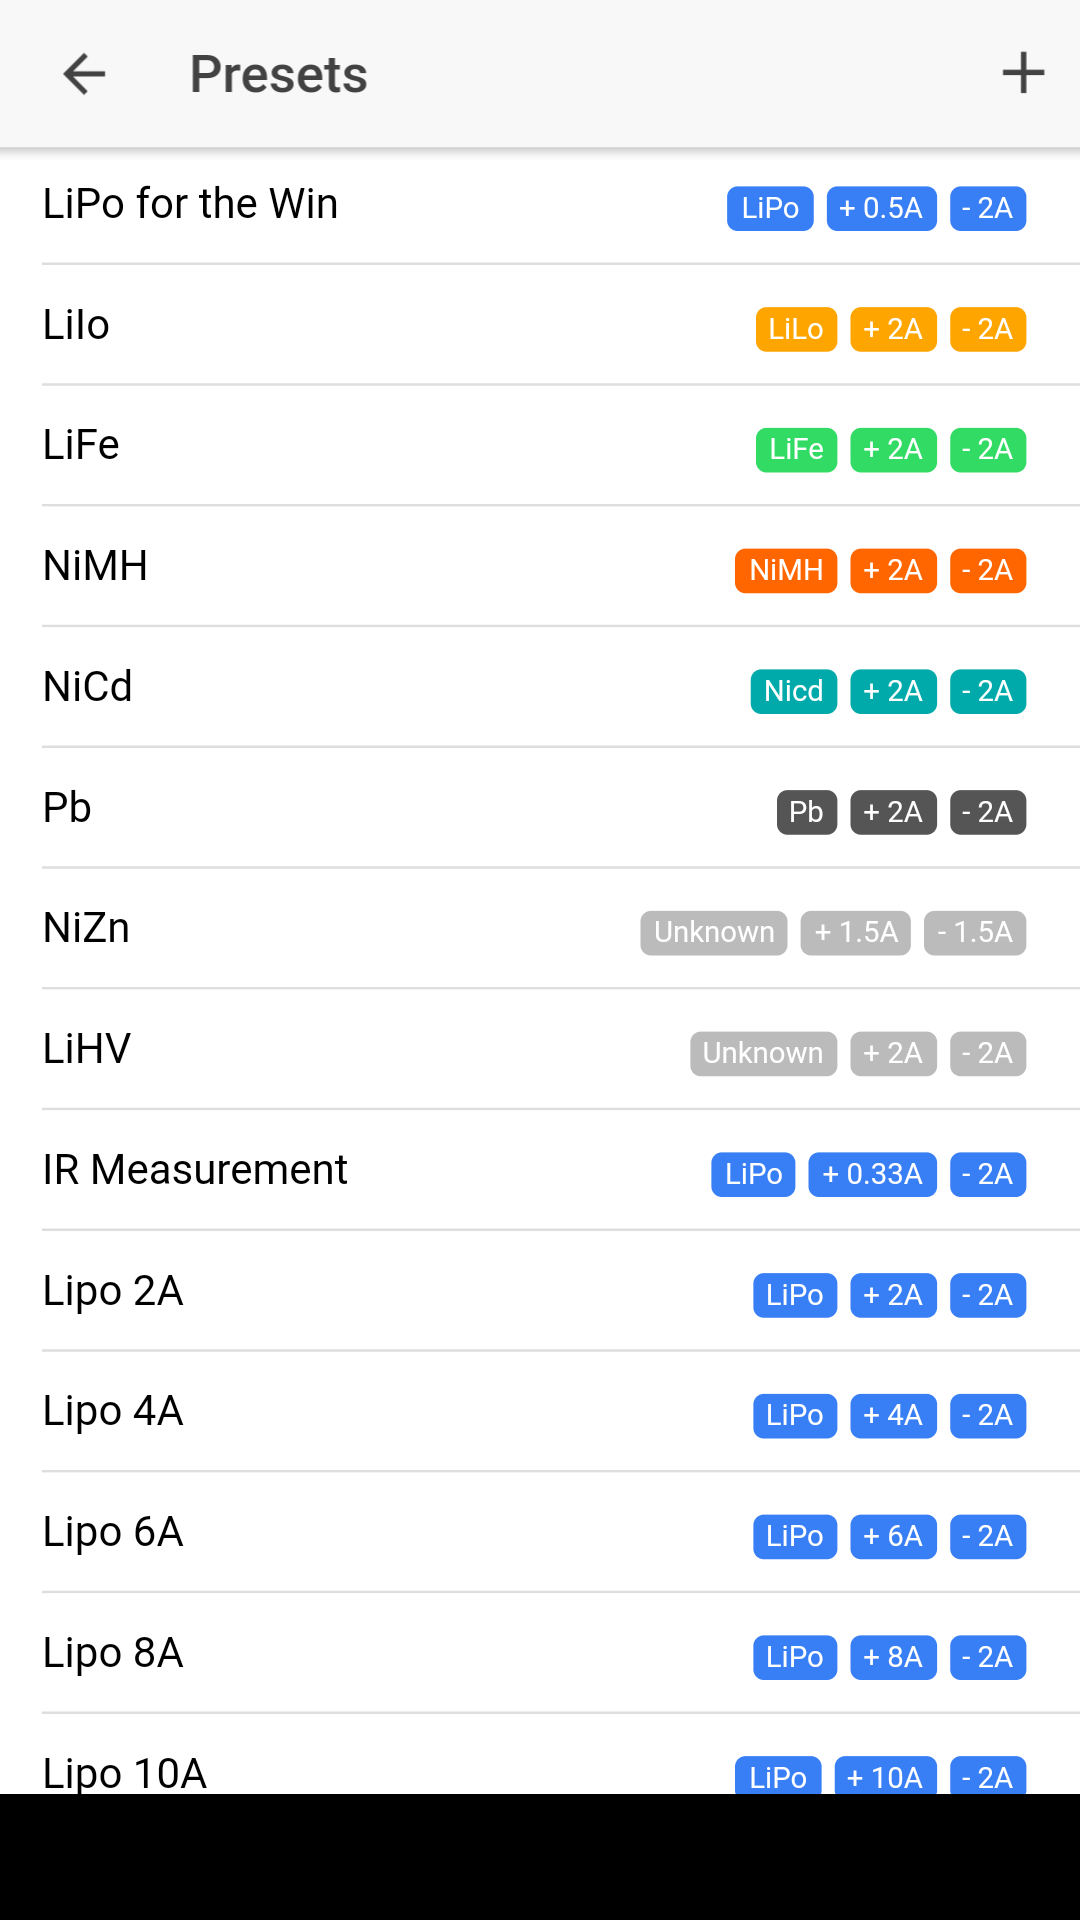 Presets
LiPo for the Win LiPo + 0.5A - 2A
LiIo LiLo + 2A - 2A
LiFe LiFe + 2A - 2A
NiMH NiMH + 2A - 2A
NiCd Nicd + 2A - 2A
Pb Pb + 2A - 2A
NiZn Unknown + 1.5A - 1.5A
LiHV Unknown + 2A - 2A
IR Measurement LiPo + 0.33A - 2A
Lipo 2A LiPo + 2A - 2A
Lipo 4A LiPo + 4A - 2A
Lipo 6A LiPo + 6A - 2A
Lipo 8A LiPo + 8A - 2A
Lipo 10A LiPo + 10A - 2A